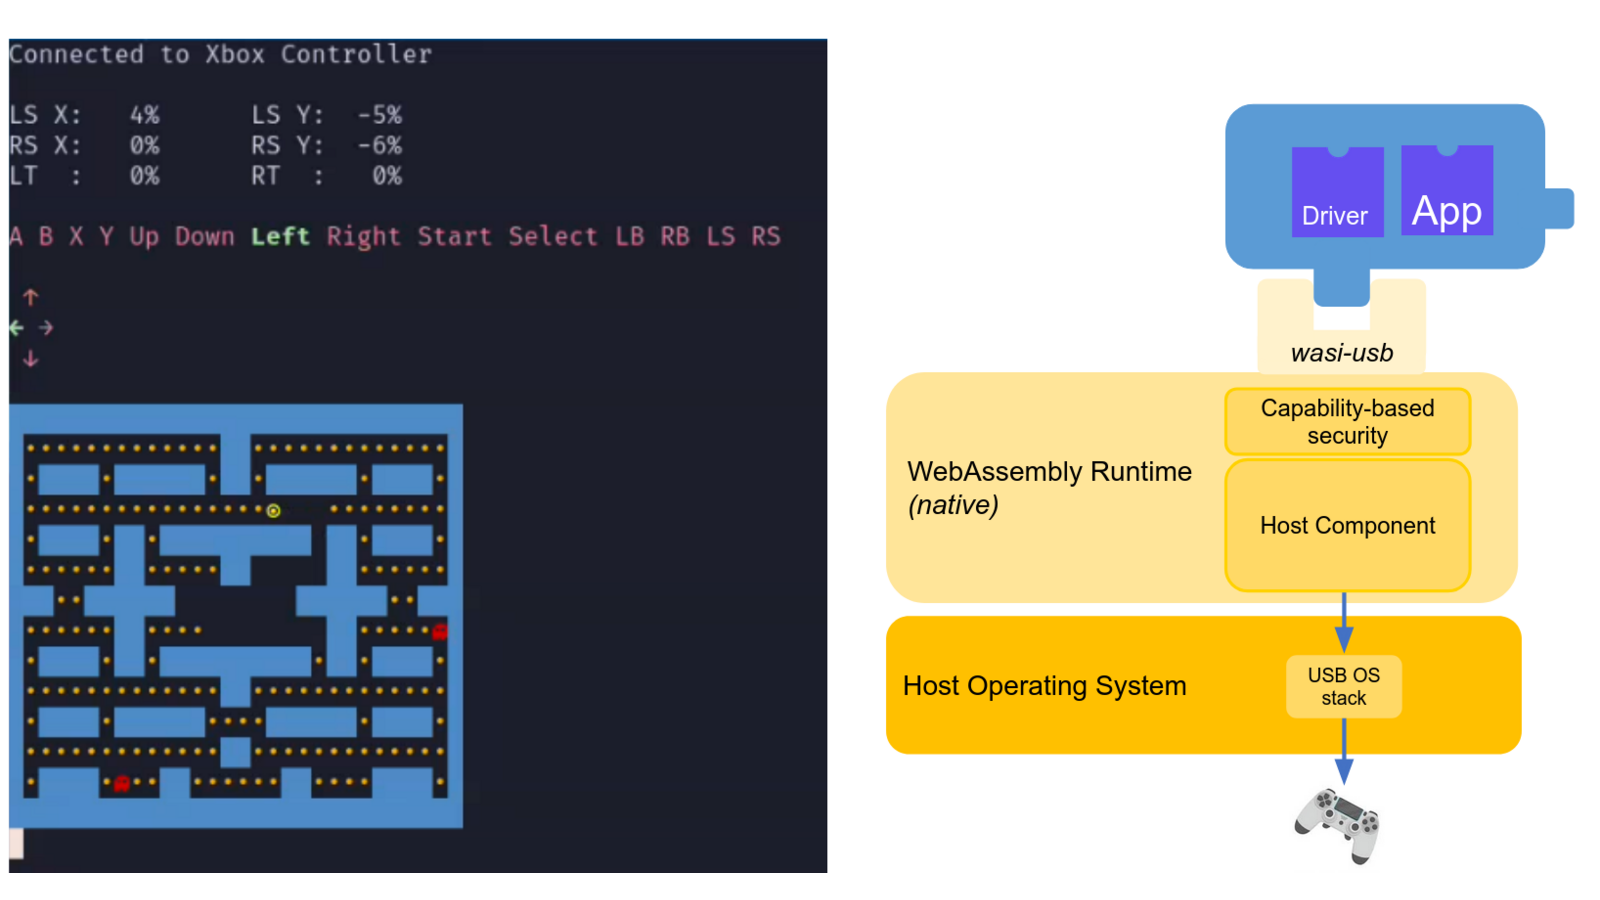 Connected to Xbox Controller
LS X: 4% LS Y: -5%
RS X: 0% RS Y: -6%
LT : 0% RT : 0%
A B X Y Up Down Left Right Start Select LB RB LS RS
↑
← →
↓
Driver
App
wasi-usb
Capability-based
security
WebAssembly Runtime
(native)
Host Component
Host Operating System
USB OS
stack